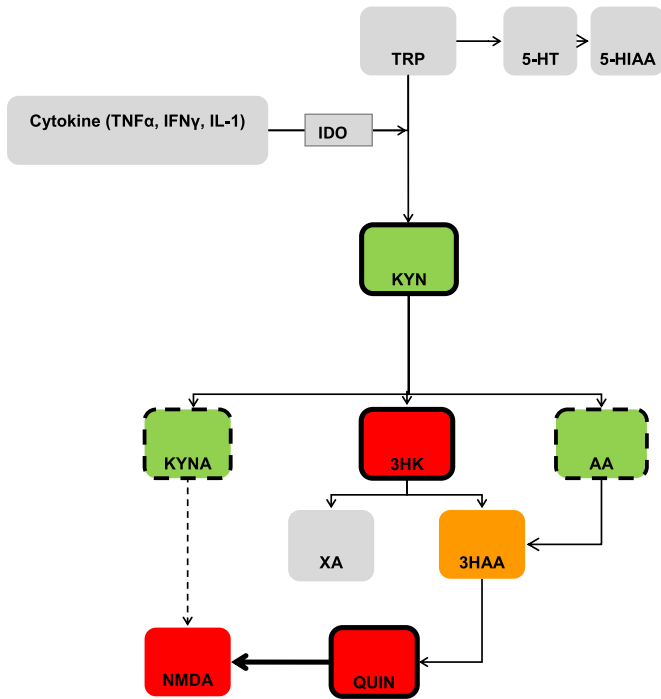 TRP
5-HT
5-HIAA
Cytokine (TNFα, IFNγ, IL-1)
IDO
KYN
KYNA
3HK
AA
XA
3HAA
NMDA
QUIN